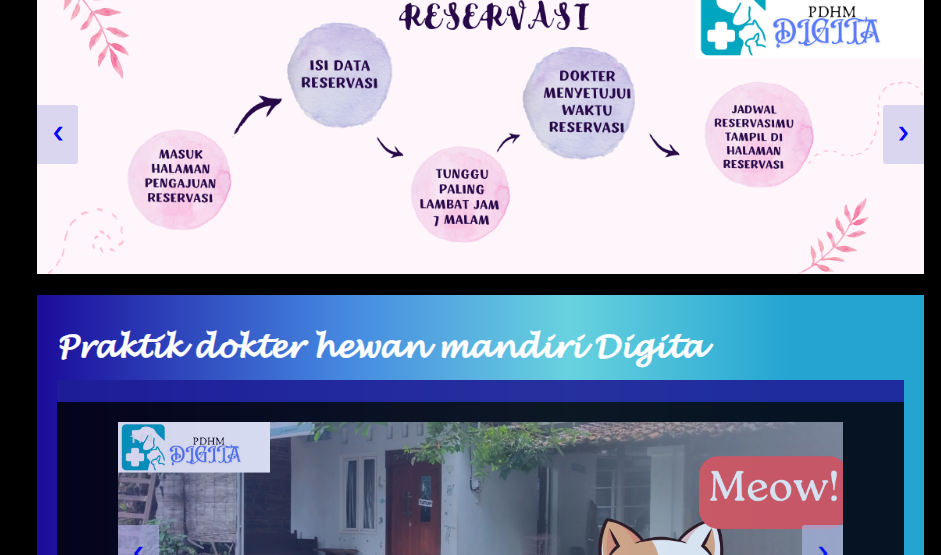 RESERVASI
PDHM
DIGITA
ISI DATA
RESERVASI
DOKTER
MENYETUJUI
WAKTU
RESERVASI
JADWAL
RESERVASIMU
TAMPIL DI
HALAMAN
RESERVASI
MASUK
HALAMAN
PENGAJUAN
RESERVASI
TUNGGU
PALING
LAMBAT JAM
7 MALAM
Praktik dokter hewan mandiri Digita
PDHM
DIGITA
Meow!